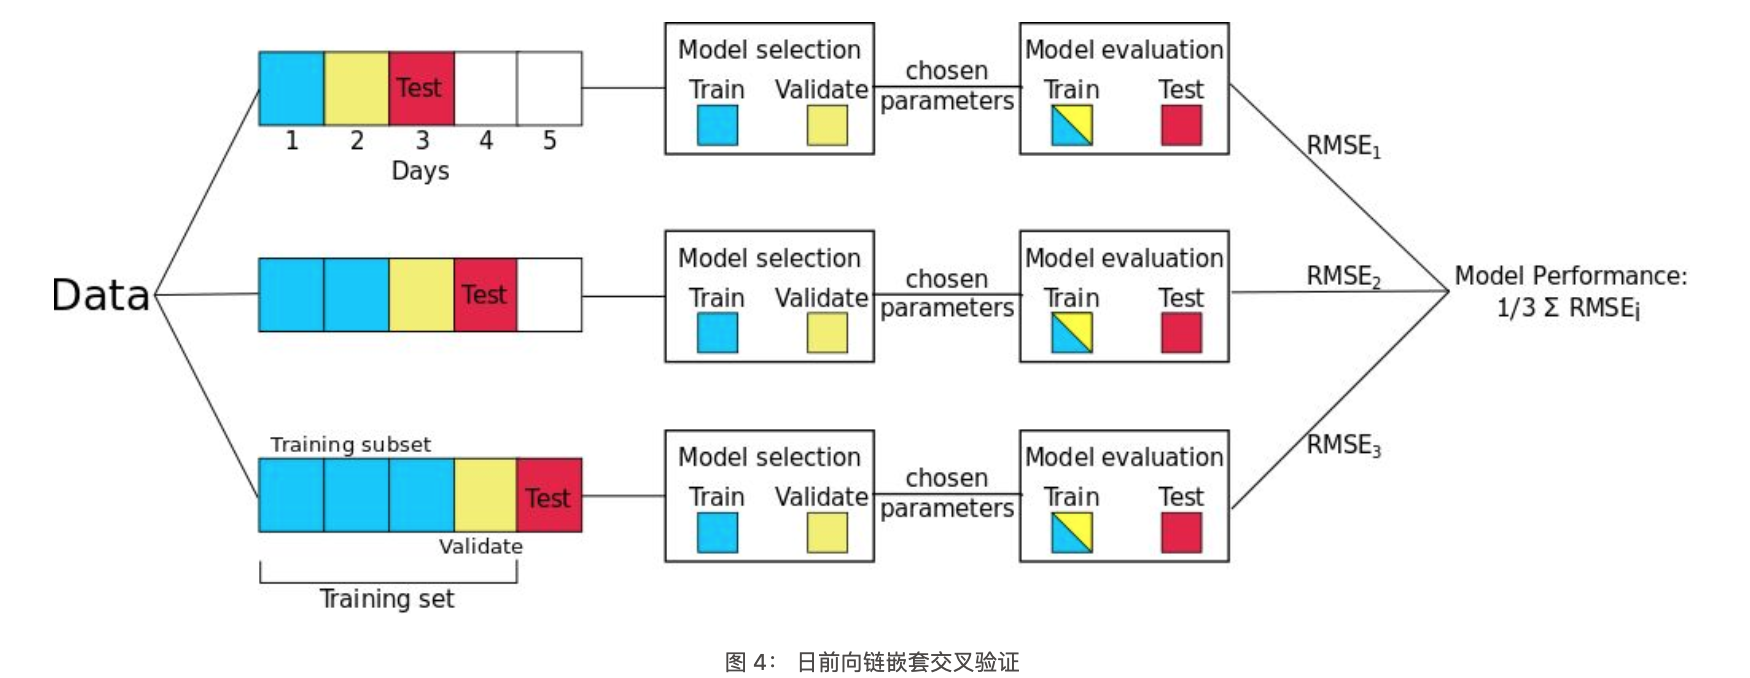 Data
Test
1 2 3 4 5
Days
Model selection
Train Validate
chosen
parameters
Model evaluation
Train Test
RMSE1
Test
Model selection
Train Validate
chosen
parameters
Model evaluation
Train Test
RMSE2
Training subset
Test
Validate
Training set
Model selection
Train Validate
chosen
parameters
Model evaluation
Train Test
RMSE3
Model Performance:
1/3 Σ RMSEi
图 4： 日前向链嵌套交叉验证